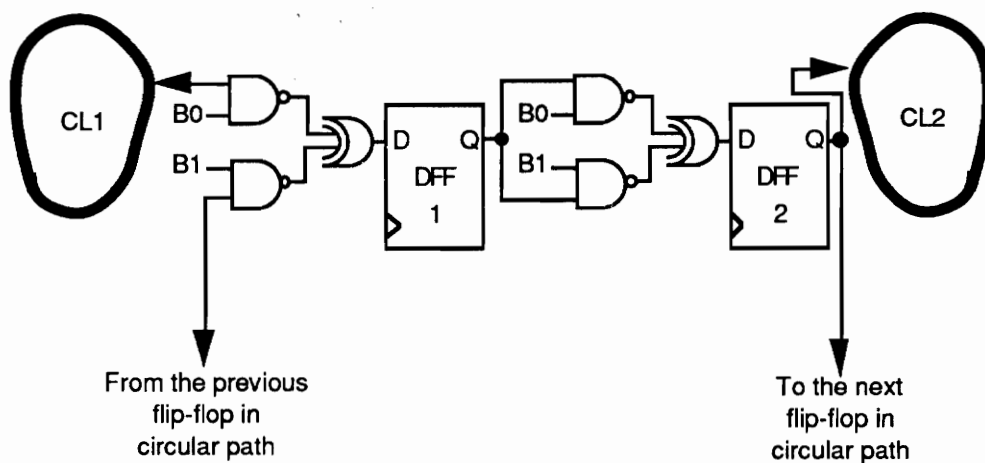 CL1
B0
B1
D
Q
DFF
1
B0
B1
D
Q
DFF
2
CL2
From the previous
flip-flop in
circular path
To the next
flip-flop in
circular path